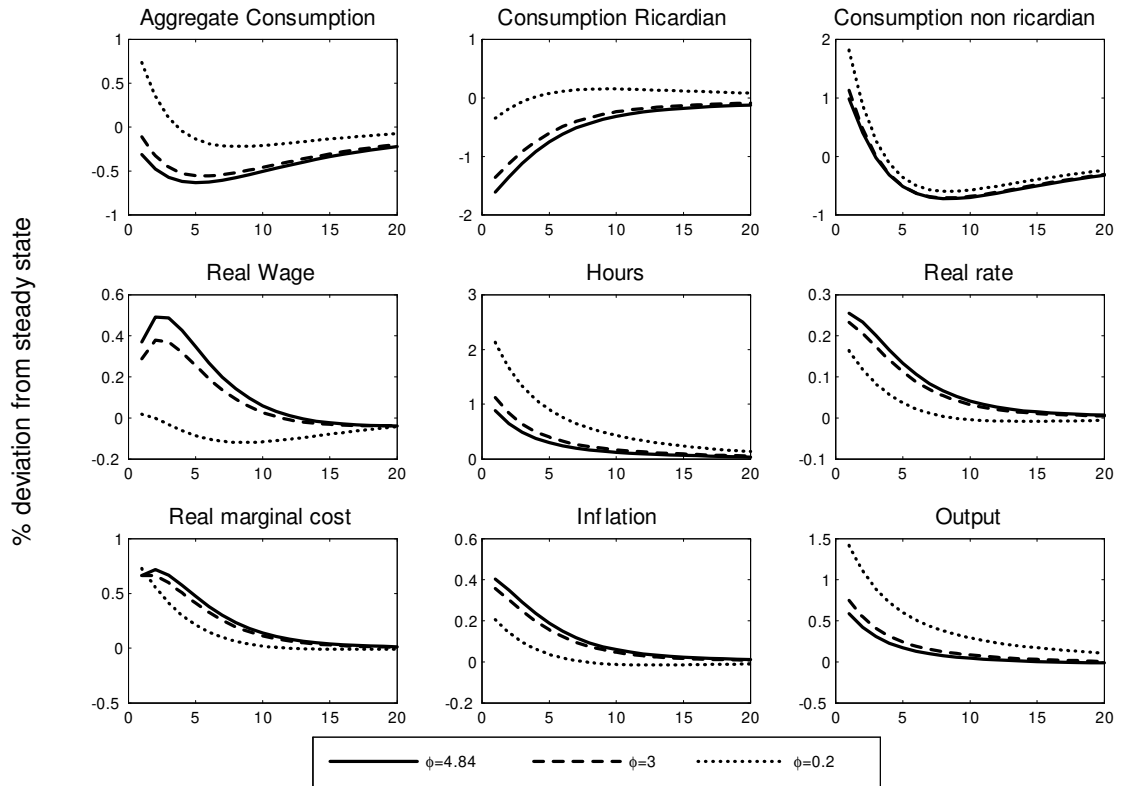 Aggregate Consumption Consumption Ricardian Consumption non ricardian
1 1 2
0.5 0 1
0 -1 0
-0.5
-1 -2 -1
0 5 10 15 20 0 5 10 15 20 0 5 10 15 20
% deviation from steady state
Real Wage Hours Real rate
0.6 3 0.3
0.4 2 0.2
0.2 1 0.1
0 0
-0.2 0 -0.1
0 5 10 15 20 0 5 10 15 20 0 5 10 15 20
Real marginal cost Inflation Output
1 0.6 1.5
0.5 0.4 1
0.2 0.5
0 0 0
-0.5 -0.2 -0.5
0 5 10 15 20 0 5 10 15 20 0 5 10 15 20
ϕ=4.84 ϕ=3 ϕ=0.2